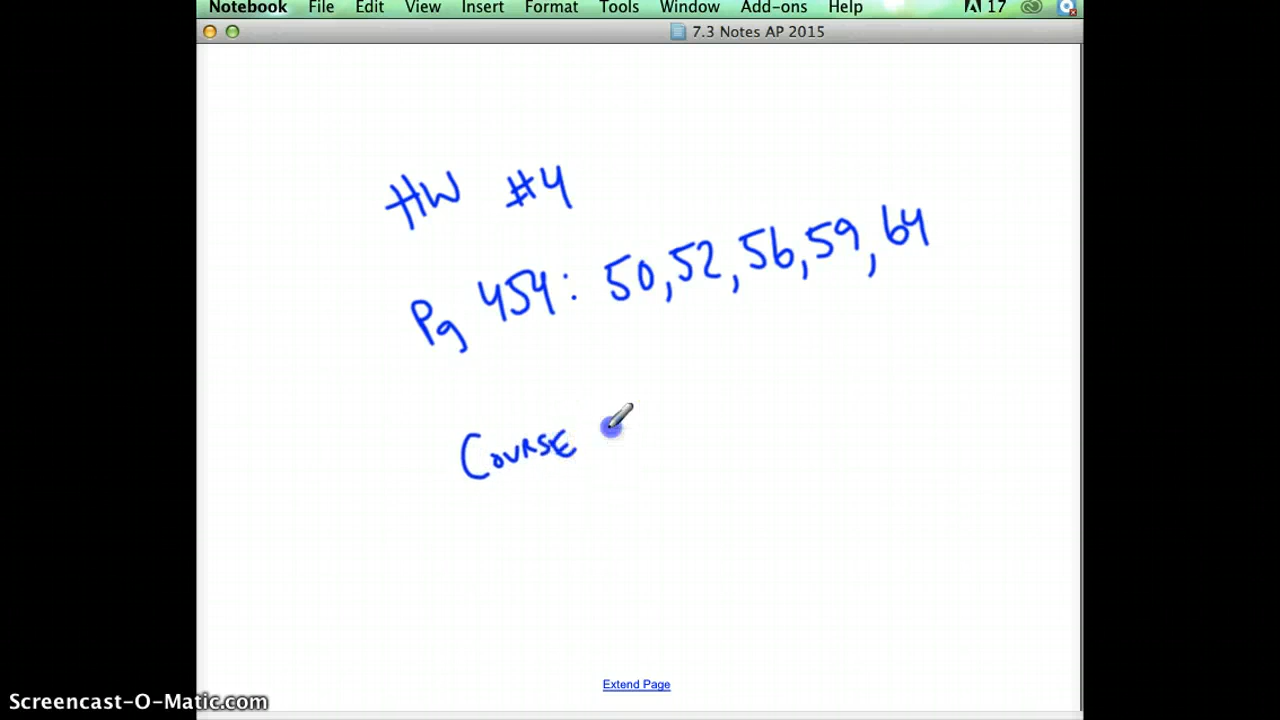 Notebook File Edit View Insert Format Tools Window Add-ons Help 17
7.3 Notes AP 2015
HW #4
Pg 454: 50,52,56,59,64
Course
Extend Page
Screencast-O-Matic.com